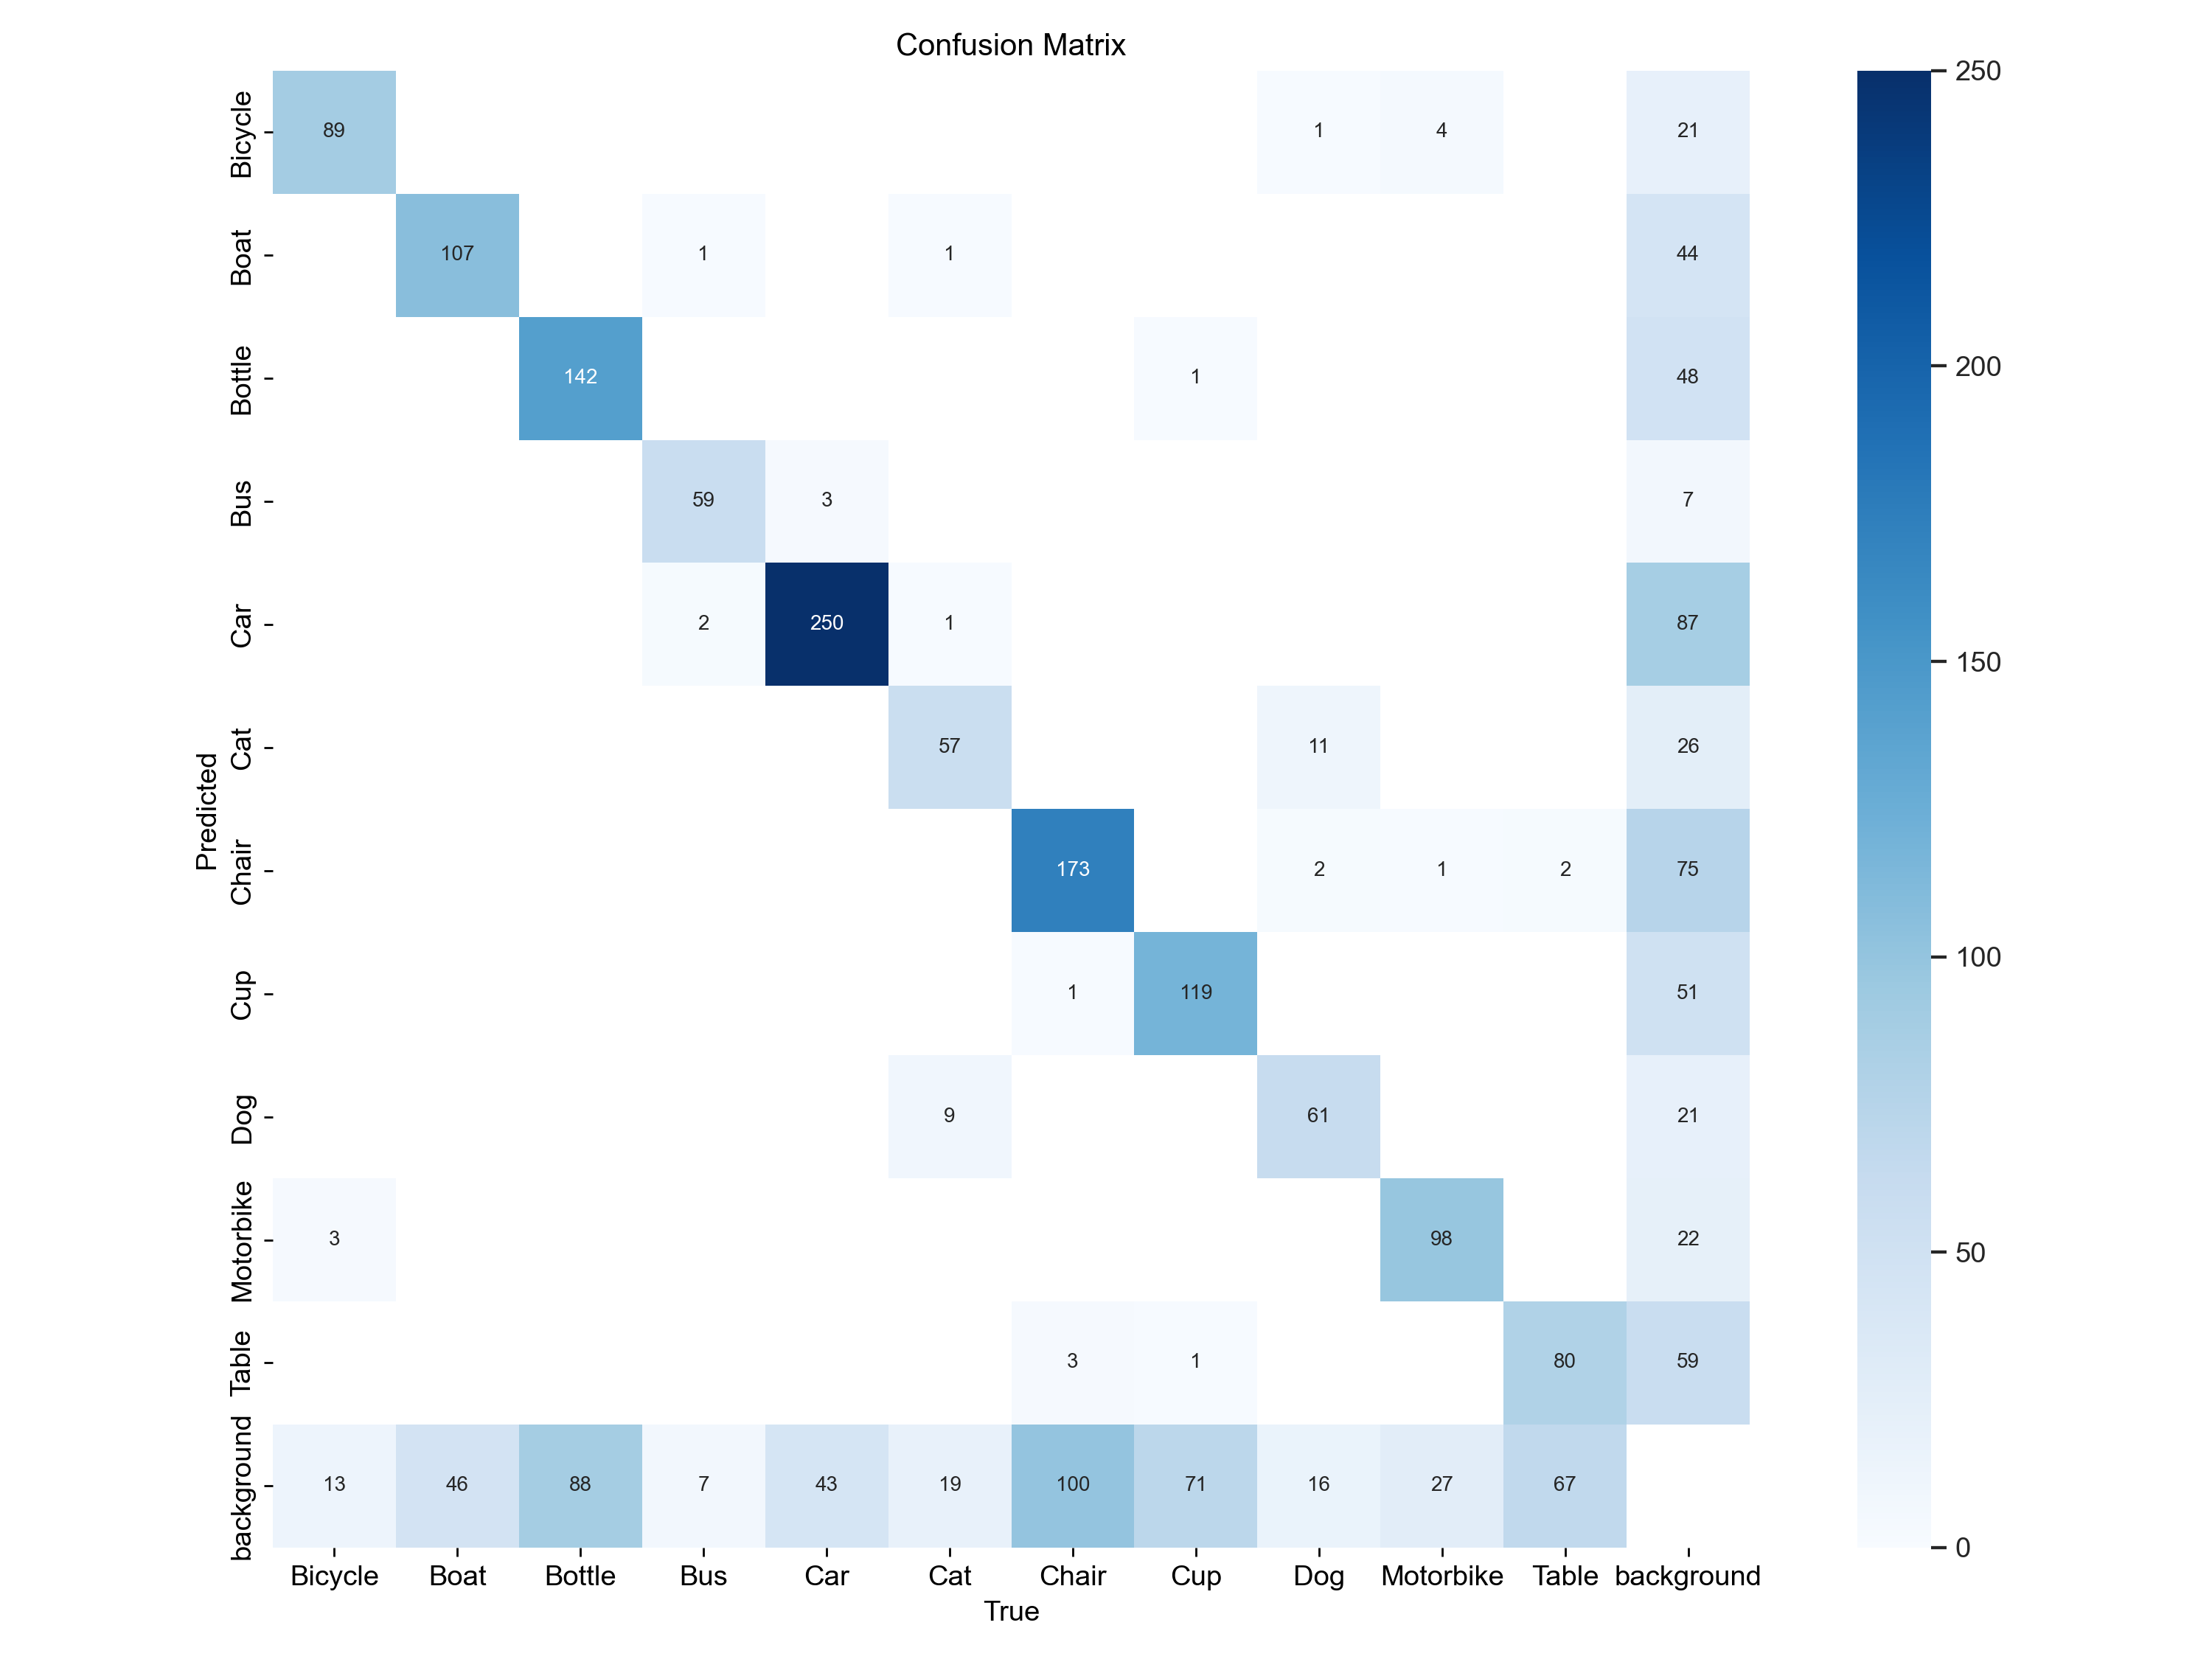 Confusion Matrix
Bicycle 89 1 4 21
Boat 107 1 1 44
Bottle 142 1 48
Bus 59 3 7
Car 2 250 1 87
Cat 57 11 26
Chair 173 2 1 2 75
Cup 1 119 51
Dog 9 61 21
Motorbike 3 98 22
Table 3 1 80 59
background 13 46 88 7 43 19 100 71 16 27 67
Predicted
Bicycle Boat Bottle Bus Car Cat Chair Cup Dog Motorbike Table background
True
250
200
150
100
50
0